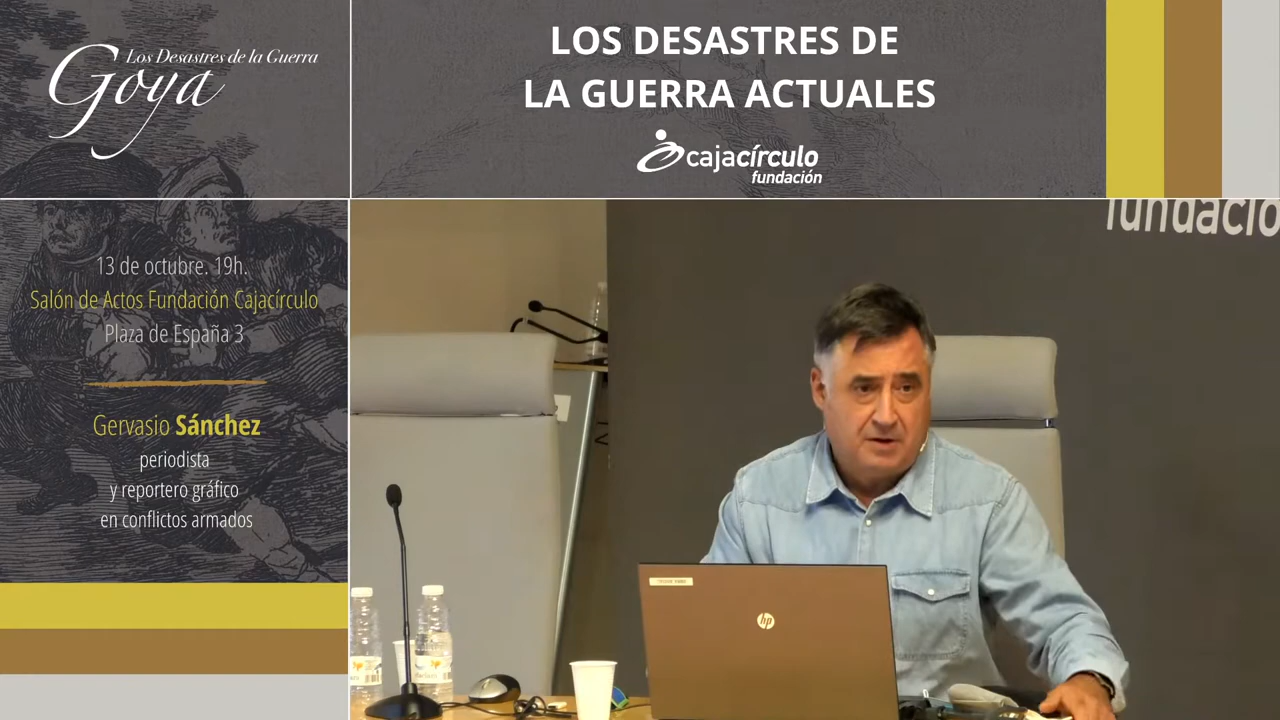 Los Desastres de la Guerra
Goya
LOS DESASTRES DE
LA GUERRA ACTUALES
cajacírculo
fundación
13 de octubre. 19h.
Salón de Actos Fundación Cajacírculo
Plaza de España 3
Gervasio Sánchez
periodista
y reportero gráfico
en conflictos armados
fundació
hp